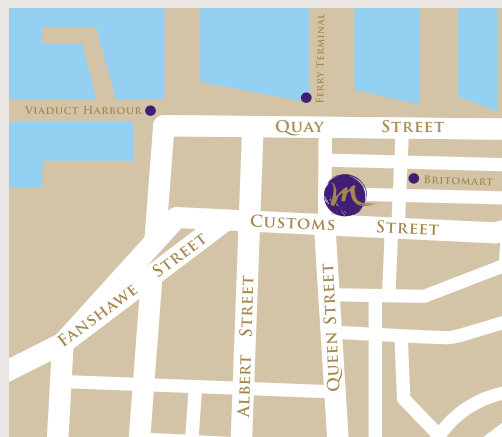 FERRY TERMINAL
VIADUCT HARBOUR
QUAY STREET
BRITOMART
m
CUSTOMS STREET
FANSHAWE STREET
ALBERT STREET
QUEEN STREET